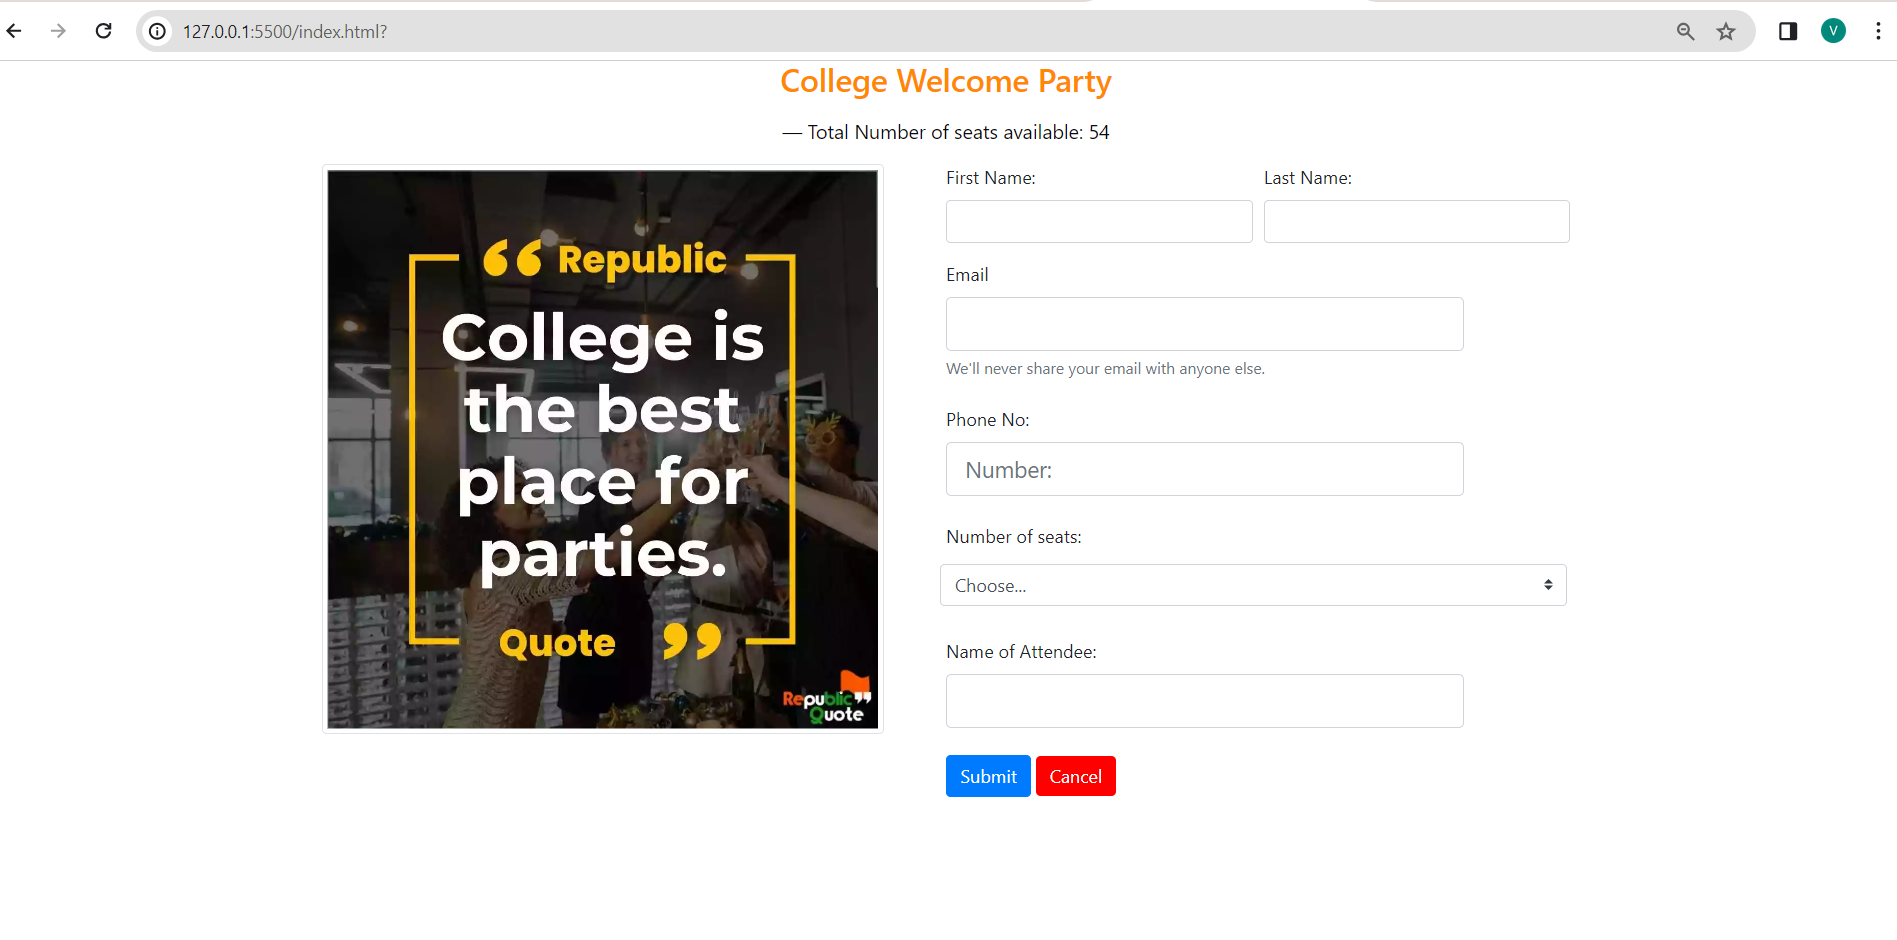 127.0.0.1:5500/index.html?
V
College Welcome Party
— Total Number of seats available: 54
“ Republic
College is
the best
place for
parties.
Quote ”
Republic”
Quote
First Name: Last Name:
Email
We'll never share your email with anyone else.
Phone No:
Number:
Number of seats:
Choose...
Name of Attendee:
Submit Cancel